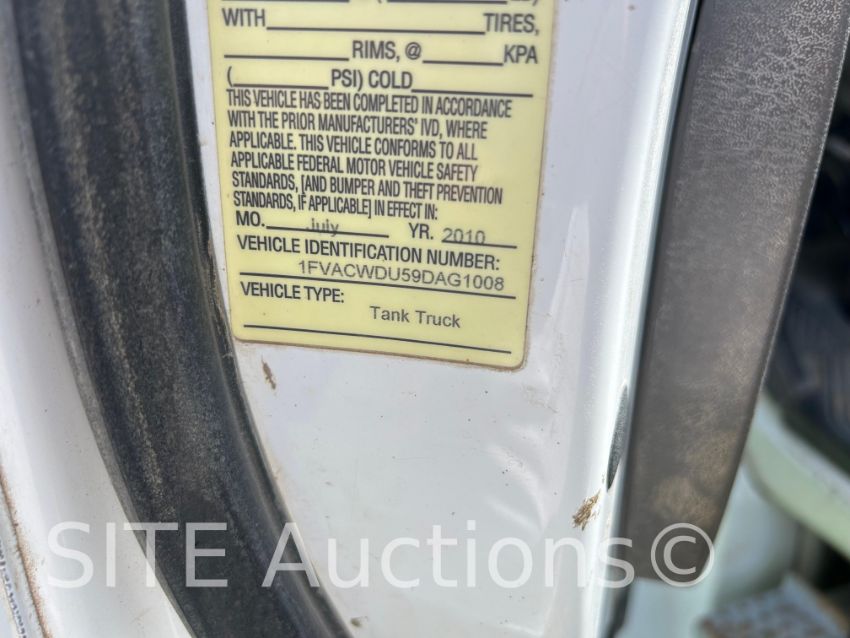 WITH TIRES,
RIMS, @ KPA
( PSI) COLD
THIS VEHICLE HAS BEEN COMPLETED IN ACCORDANCE
WITH THE PRIOR MANUFACTURERS' IVD, WHERE
APPLICABLE. THIS VEHICLE CONFORMS TO ALL
APPLICABLE FEDERAL MOTOR VEHICLE SAFETY
STANDARDS, [AND BUMPER AND THEFT PREVENTION
STANDARDS, IF APPLICABLE] IN EFFECT IN:
MO. July YR. 2010
VEHICLE IDENTIFICATION NUMBER:
1FVACWDU59DAG1008
VEHICLE TYPE:
Tank Truck
SITE Auctions©